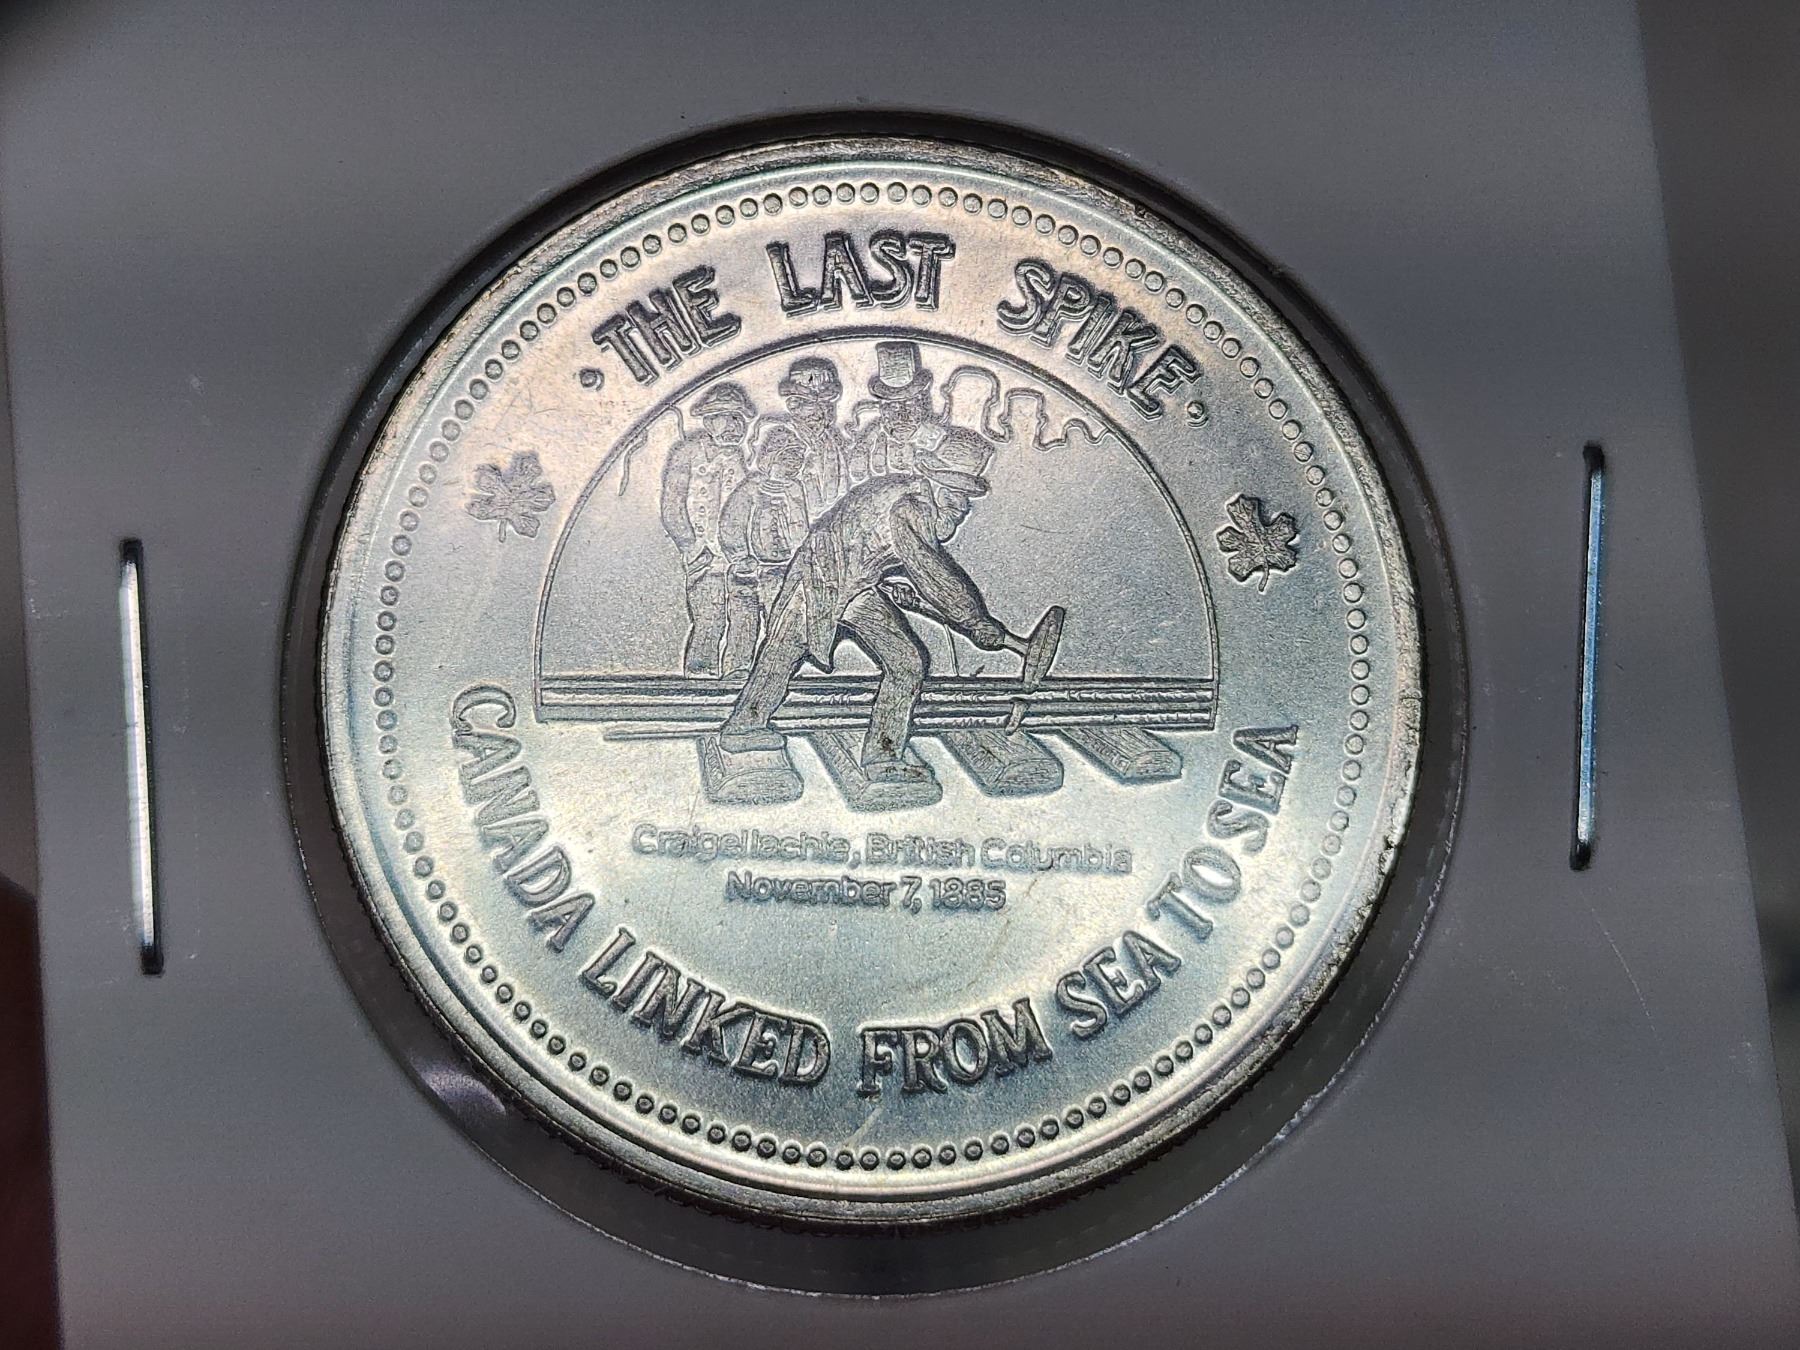 THE LAST SPIKE
Craigellachie, British Columbia
November 7, 1885
CANADA LINKED FROM SEA TO SEA